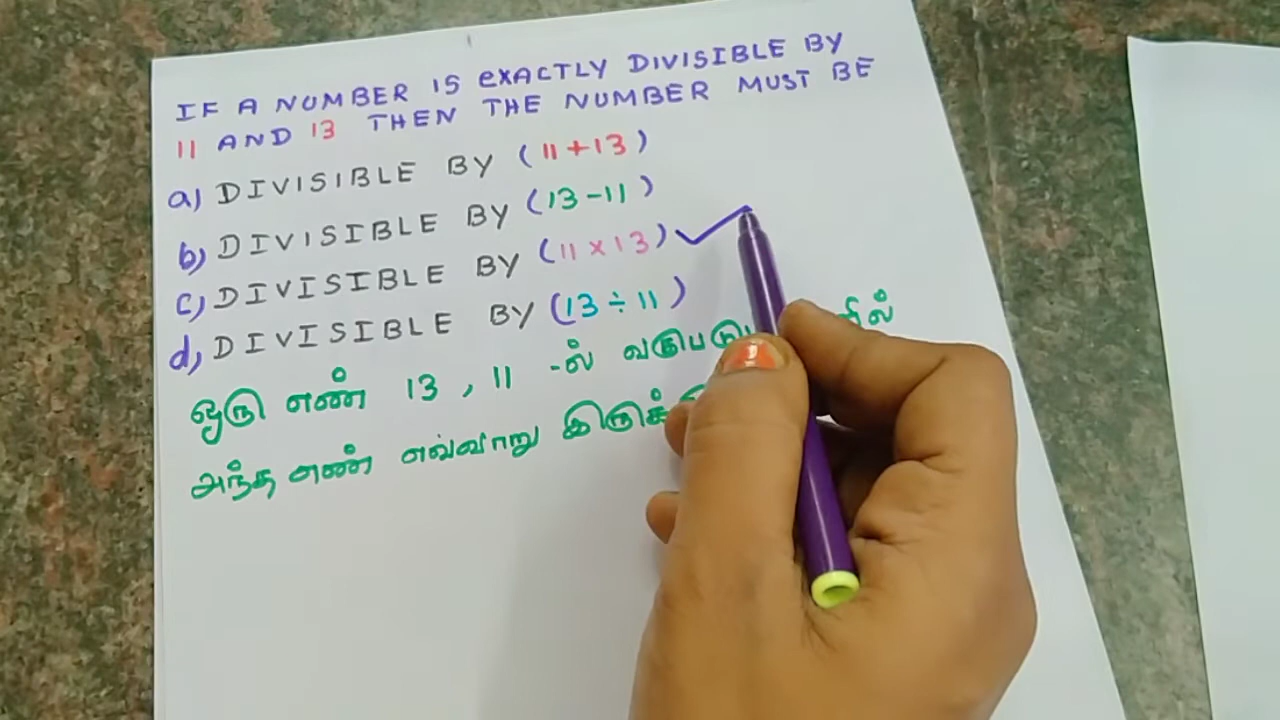 IF A NUMBER IS eXACTLY DIVISIBLE BY
11 AND 13 THEN THE NUMBER MUST BE
a) DIVISIBLE BY (11+13)
b) DIVISIBLE BY (13-11)
c) DIVISIBLE BY (11×13)
d) DIVISIBLE BY (13÷11)
ஒரு எண் 13 , 11 -ல்
அந்த எண் எவ்வாறு